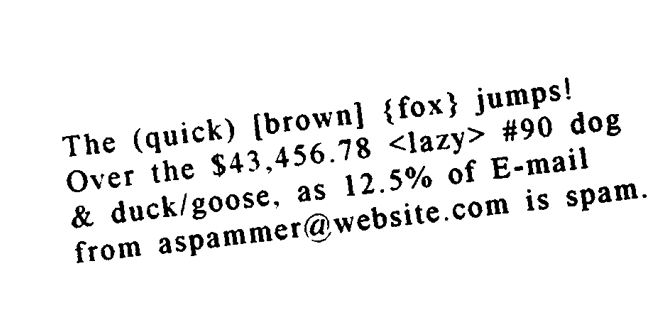 The (quick) [brown] {fox} jumps!
Over the $43,456.78 <lazy> #90 dog
& duck/goose, as 12.5% of E-mail
from aspammer@website.com is spam.